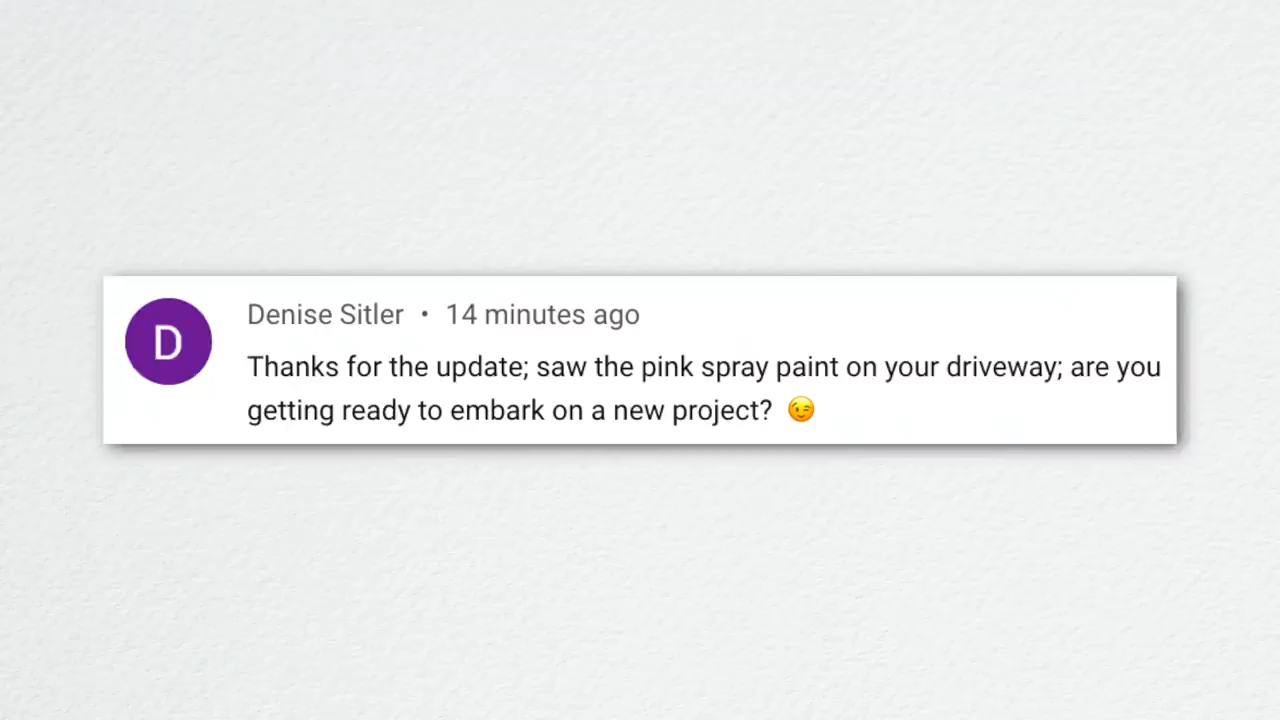 D
Denise Sitler • 14 minutes ago
Thanks for the update; saw the pink spray paint on your driveway; are you
getting ready to embark on a new project? 😉